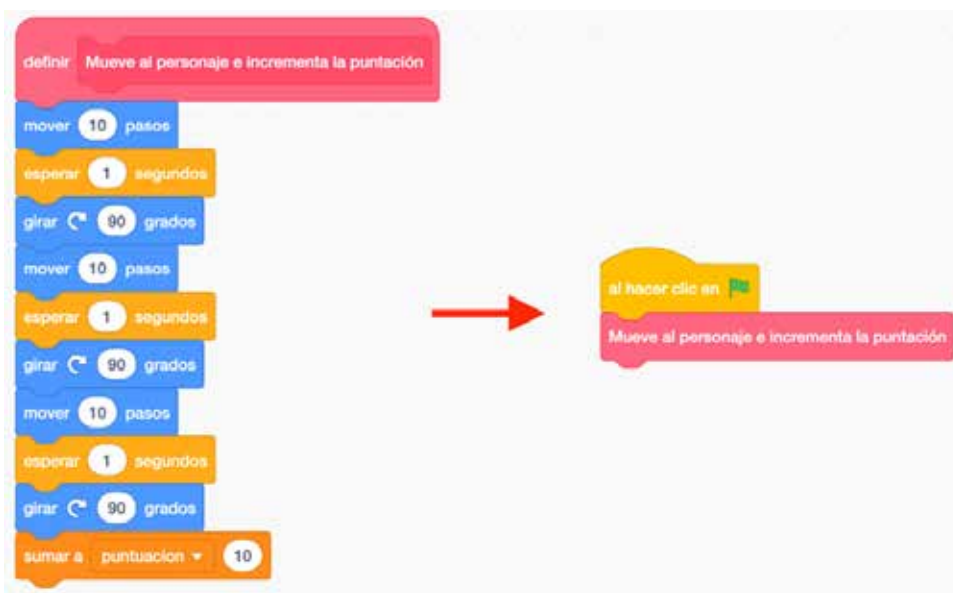 definir Mueve al personaje e incrementa la puntación
mover 10 pasos
esperar 1 segundos
girar 90 grados
mover 10 pasos
esperar 1 segundos
girar 90 grados
mover 10 pasos
esperar 1 segundos
girar 90 grados
sumar a puntuacion 10
al hacer clic en
Mueve al personaje e incrementa la puntación